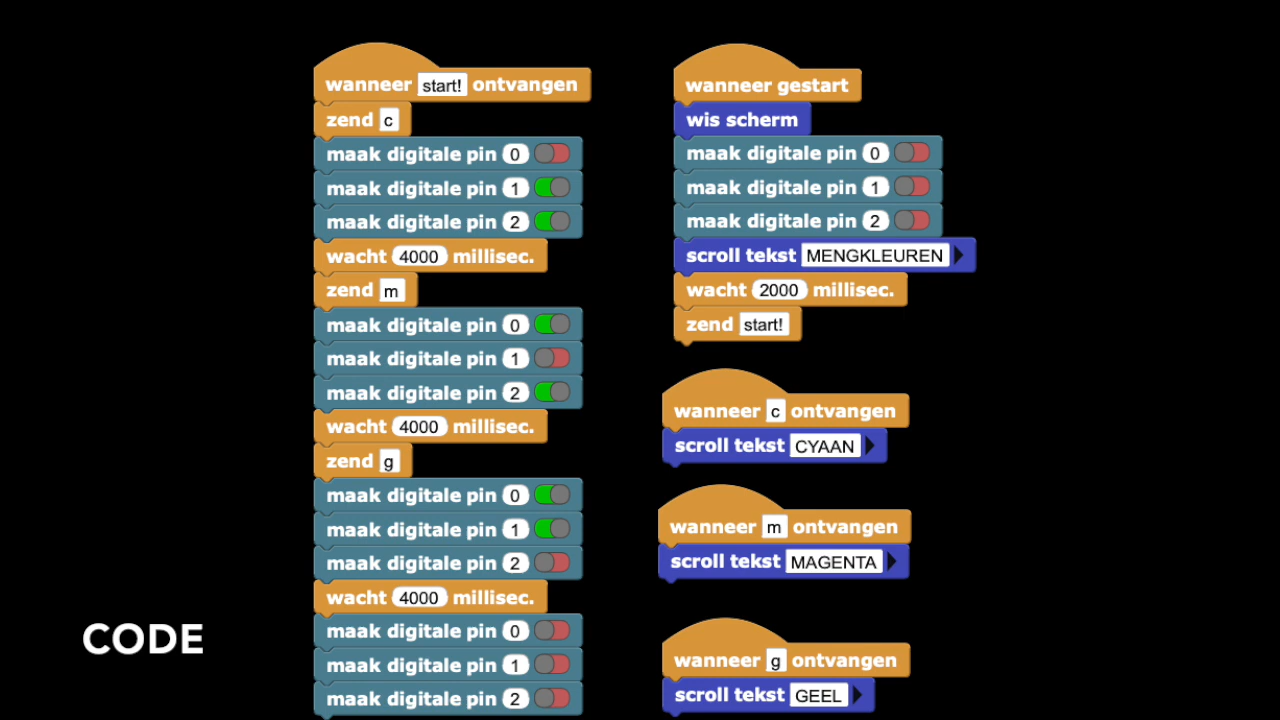 wanneer start! ontvangen
zend c
maak digitale pin 0
maak digitale pin 1
maak digitale pin 2
wacht 4000 millisec.
zend m
maak digitale pin 0
maak digitale pin 1
maak digitale pin 2
wacht 4000 millisec.
zend g
maak digitale pin 0
maak digitale pin 1
maak digitale pin 2
wacht 4000 millisec.
maak digitale pin 0
maak digitale pin 1
maak digitale pin 2
wanneer gestart
wis scherm
maak digitale pin 0
maak digitale pin 1
maak digitale pin 2
scroll tekst MENGKLEUREN
wacht 2000 millisec.
zend start!
wanneer c ontvangen
scroll tekst CYAAN
wanneer m ontvangen
scroll tekst MAGENTA
wanneer g ontvangen
scroll tekst GEEL
CODE